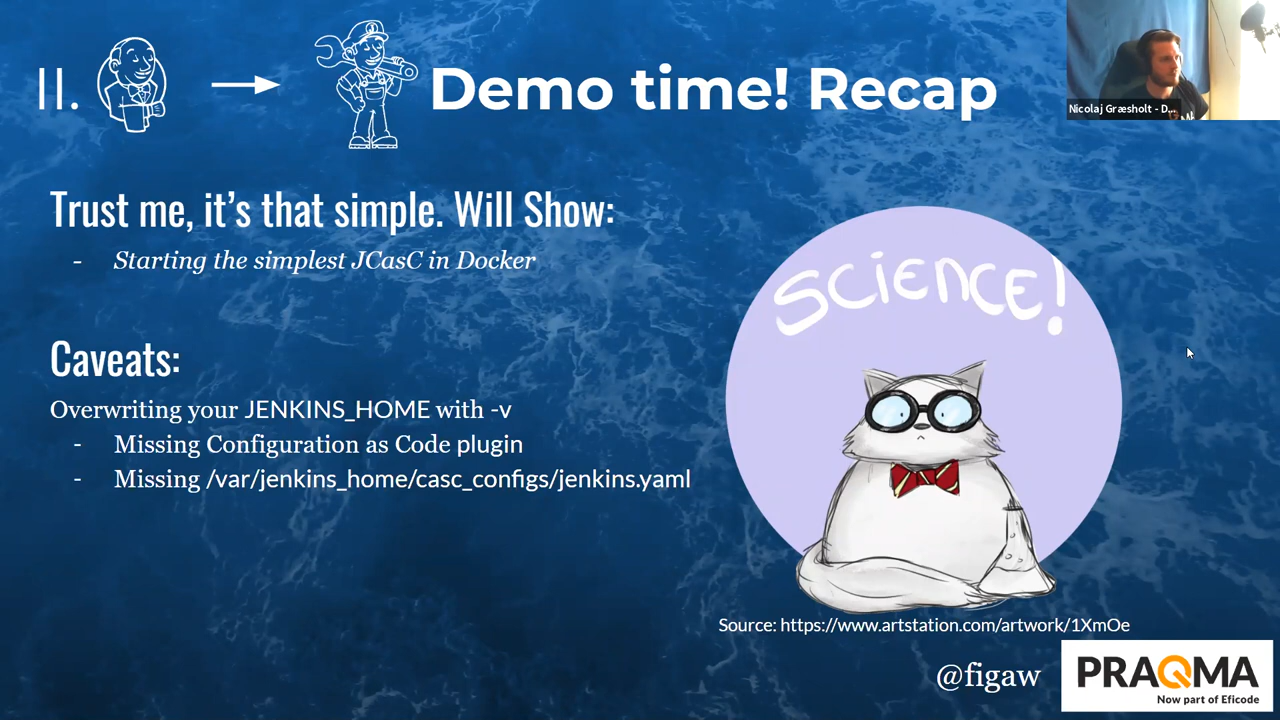 II.
Demo time! Recap
Nicolaj Græsholt - D...
Trust me, it’s that simple. Will Show:
- Starting the simplest JCasC in Docker
Caveats:
Overwriting your JENKINS_HOME with -v
- Missing Configuration as Code plugin
- Missing /var/jenkins_home/casc_configs/jenkins.yaml
SCIENCE!
Source: https://www.artstation.com/artwork/1XmOe
@figaw
PRAQMA
Now part of Eficode